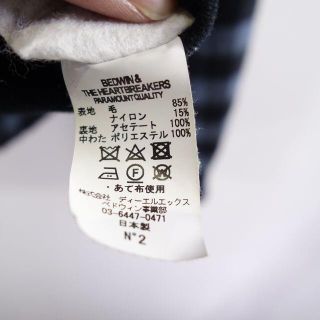 BEDWIN &
THE HEARTBREAKERS
PARAMOUNT QUALITY
表地 毛 85%
ナイロン 15%
裏地 アセテート 100%
中わた ポリエステル 100%
・あて布使用
株式会社 ディーエルエックス
ベドウィン事業部
03-6447-0471
日本製
N°2